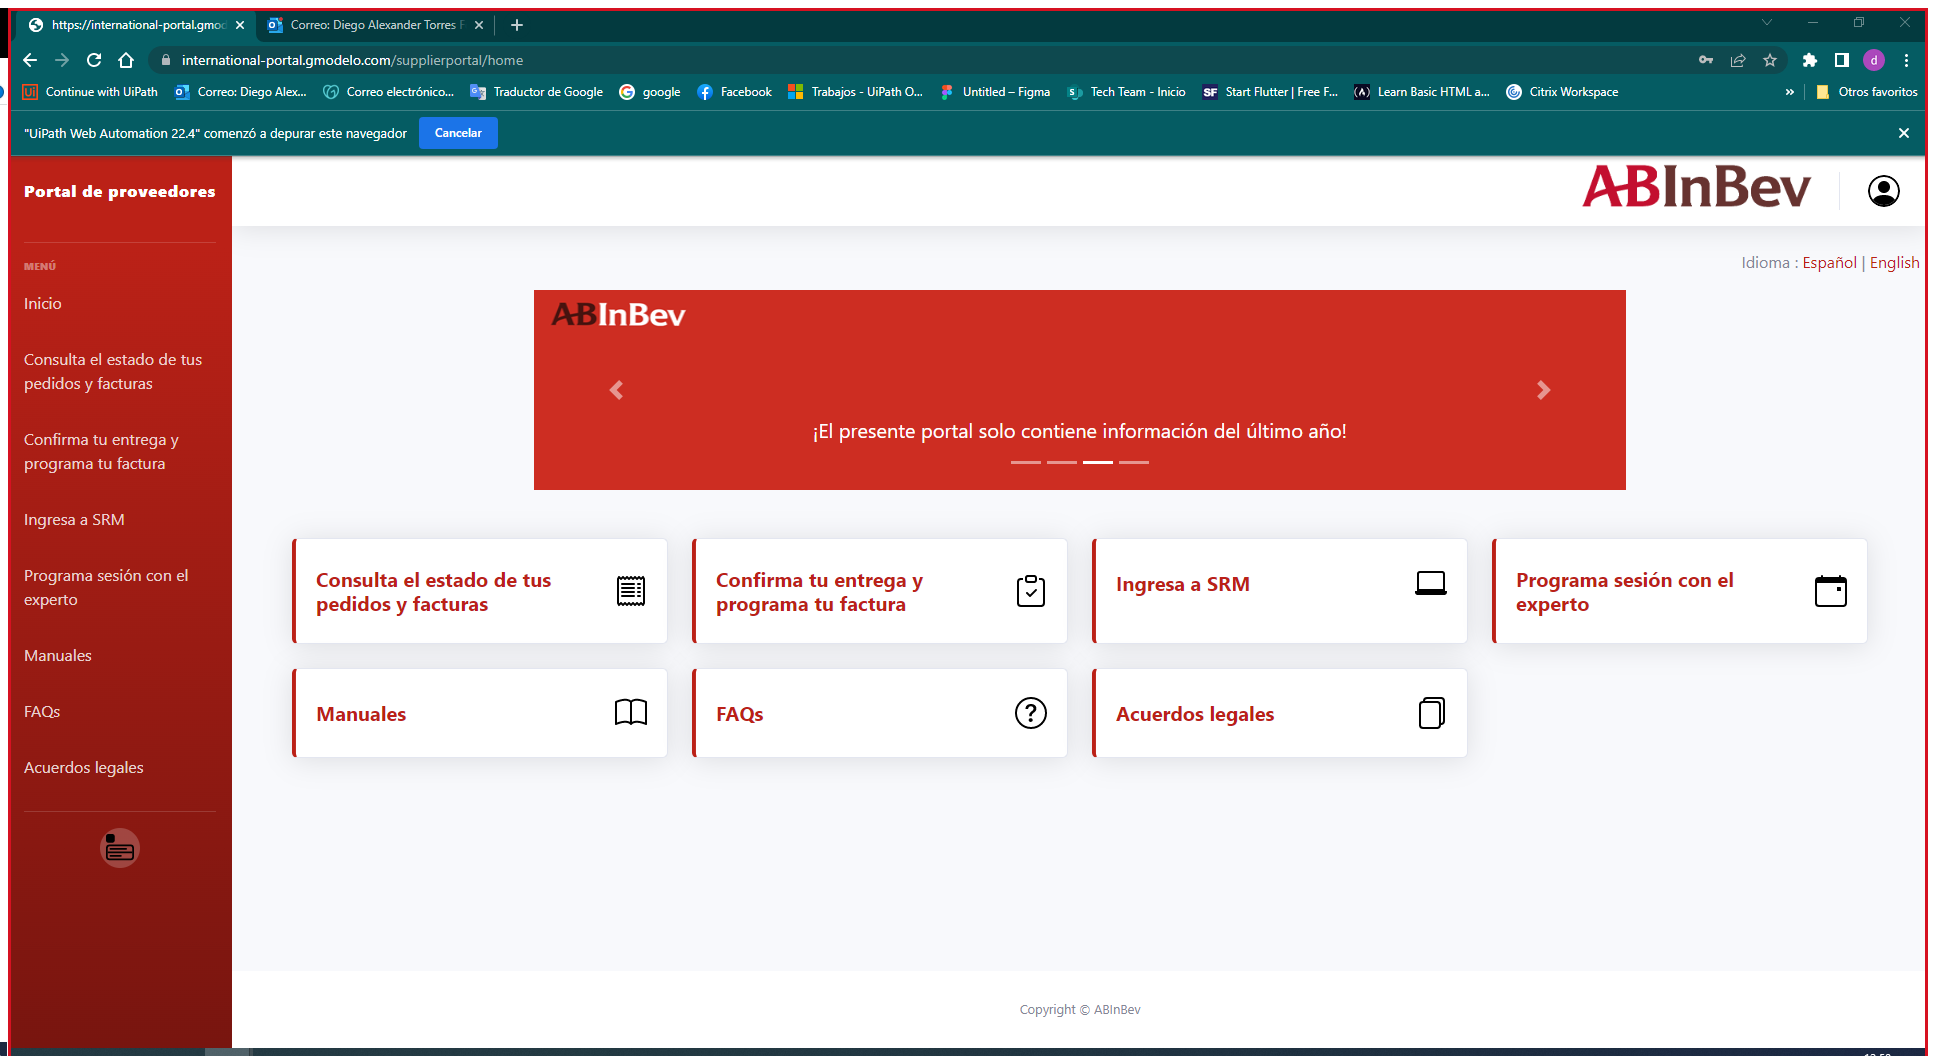 https://international-portal.gmod
Correo: Diego Alexander Torres F
international-portal.gmodelo.com/supplierportal/home
d
Continue with UiPath
Correo: Diego Alex...
Correo electrónico...
Traductor de Google
google
Facebook
Trabajos - UiPath O...
Untitled – Figma
Tech Team - Inicio
SF Start Flutter | Free F...
Learn Basic HTML a...
Citrix Workspace
»
Otros favoritos
"UiPath Web Automation 22.4" comenzó a depurar este navegador
Cancelar
Portal de proveedores
ABInBev
MENÚ
Inicio
Consulta el estado de tus
pedidos y facturas
Confirma tu entrega y
programa tu factura
Ingresa a SRM
Programa sesión con el
experto
Manuales
FAQs
Acuerdos legales
Idioma : Español | English
ABInBev
¡El presente portal solo contiene información del último año!
Consulta el estado de tus
pedidos y facturas
Confirma tu entrega y
programa tu factura
Ingresa a SRM
Programa sesión con el
experto
Manuales
FAQs
Acuerdos legales
Copyright © ABInBev